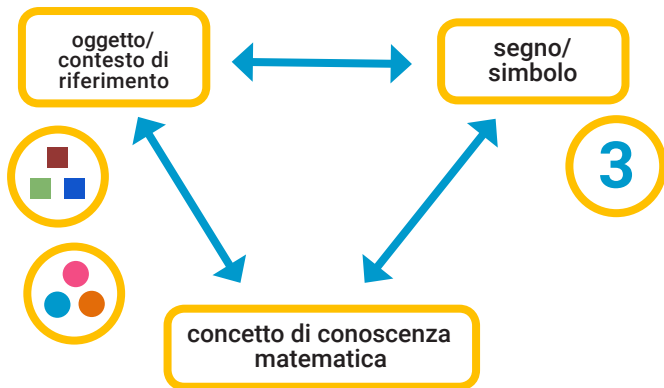 oggetto/
contesto di
riferimento
segno/
simbolo
3
concetto di conoscenza
matematica